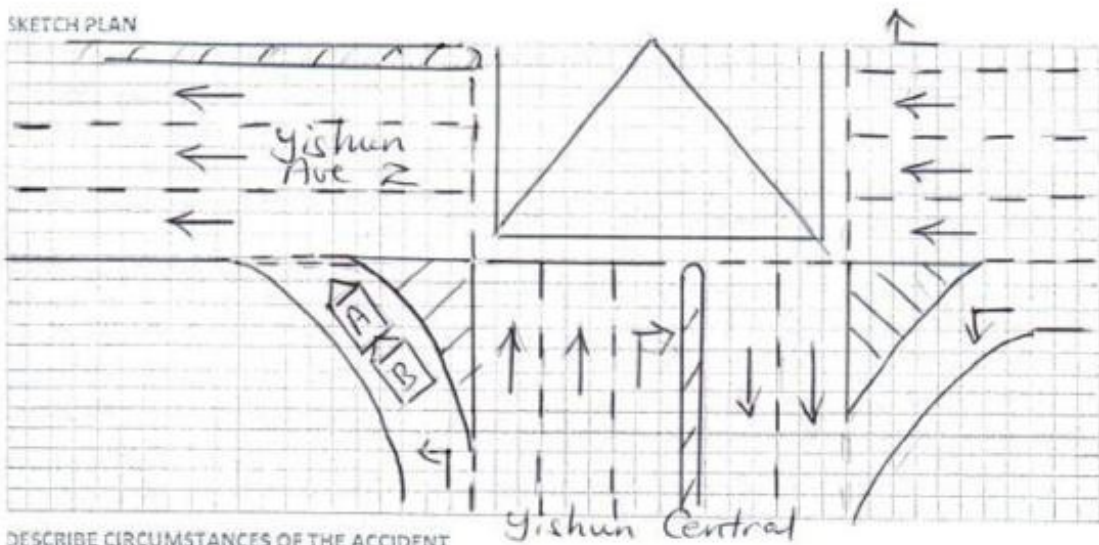 SKETCH PLAN
Yishun
Ave 2
A
B
Yishun Central
DESCRIBE CIRCUMSTANCES OF THE ACCIDENT